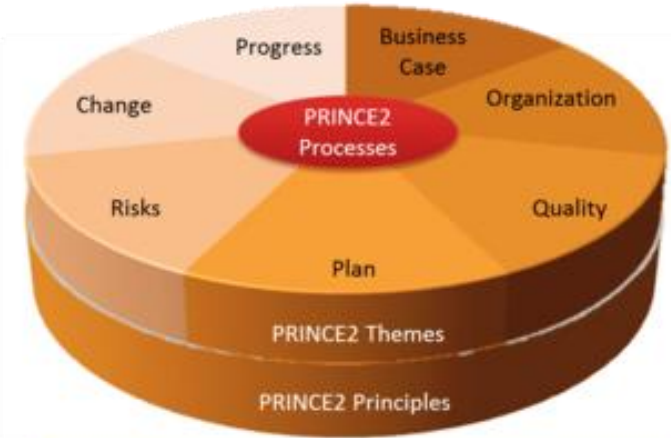 Progress
Business
Case
Organization
Quality
Plan
Risks
Change
PRINCE2
Processes
PRINCE2 Themes
PRINCE2 Principles